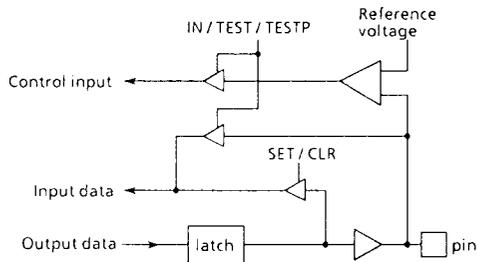 IN / TEST / TESTP
Reference
voltage
Control input
SET / CLR
Input data
Output data
latch
pin